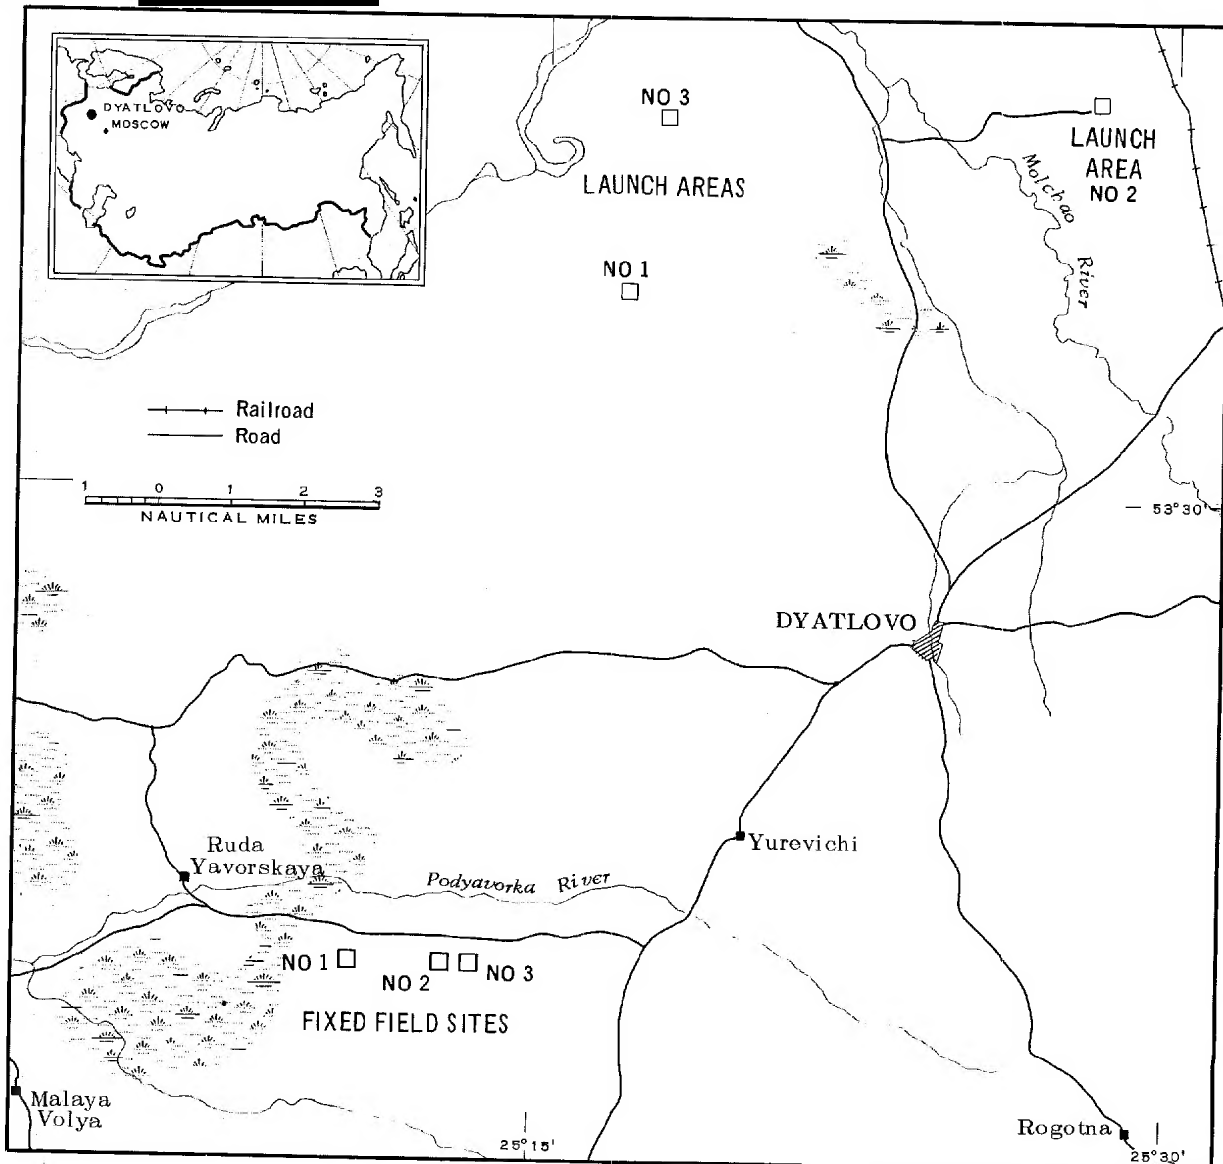 DYATLOVO
MOSCOW
NO 3
LAUNCH AREAS
NO 1
LAUNCH
AREA
NO 2
Molchao
River
Railroad
Road
1 0 1 2 3
NAUTICAL MILES
53°30'
DYATLOVO
Yurevichi
Ruda
Yavorskaya
Podyavorka River
NO 1
NO 2
NO 3
FIXED FIELD SITES
Malaya
Volya
Rogotna
25°15'
25°30'